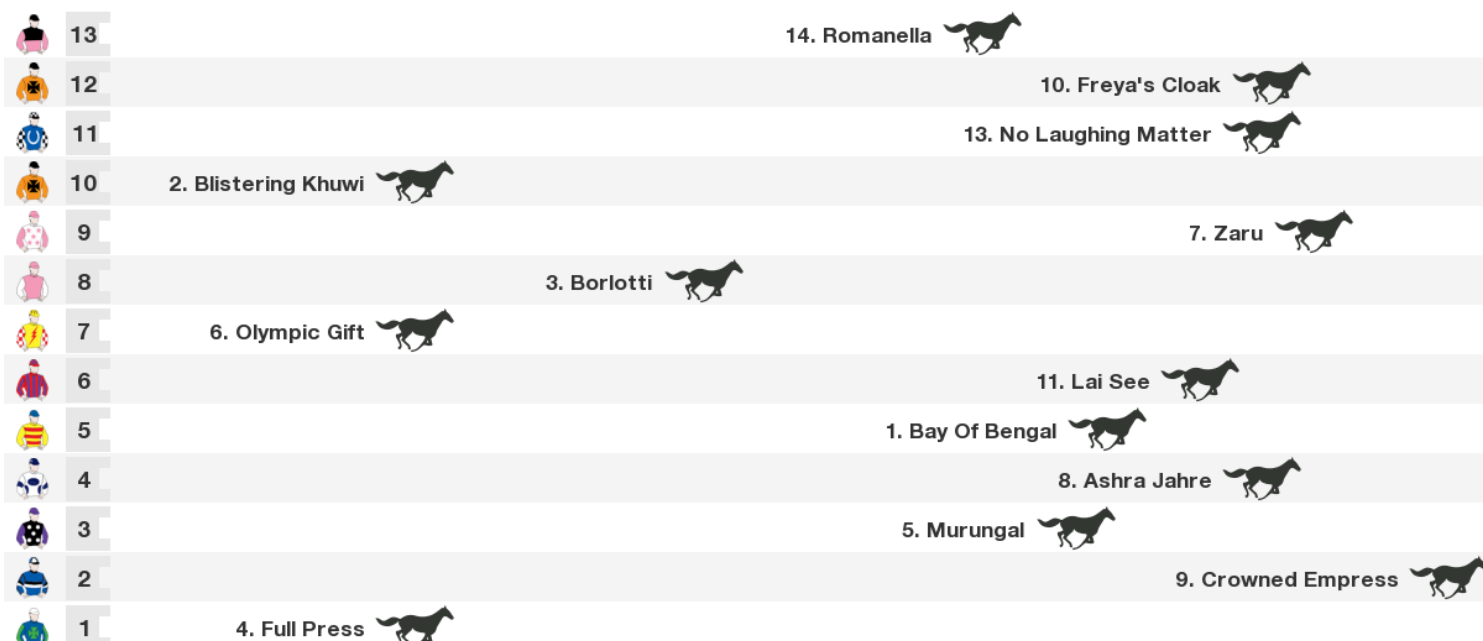 13 14. Romanella
12 10. Freya's Cloak
11 13. No Laughing Matter
10 2. Blistering Khuwi
9 7. Zaru
8 3. Borlotti
7 6. Olympic Gift
6 11. Lai See
5 1. Bay Of Bengal
4 8. Ashra Jahre
3 5. Murungal
2 9. Crowned Empress
1 4. Full Press